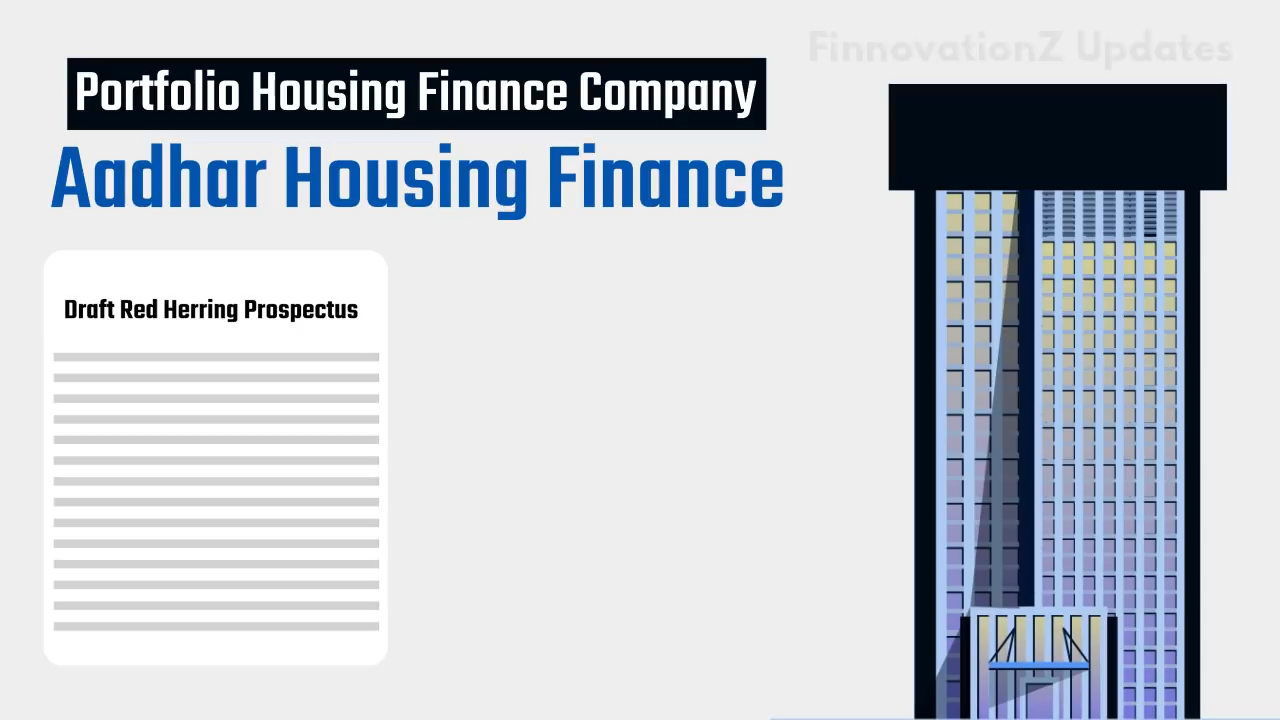 FinnovationZ Updates
Portfolio Housing Finance Company
Aadhar Housing Finance
Draft Red Herring Prospectus